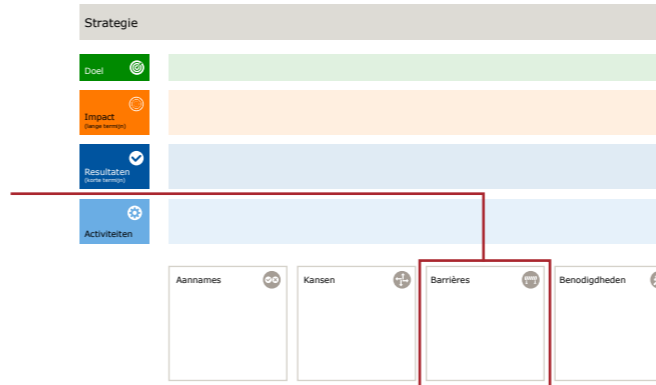 Strategie
Doel
Impact
(lange termijn)
Resultaten
(korte termijn)
Activiteiten
Aannames
Kansen
Barrières
Benodigdheden